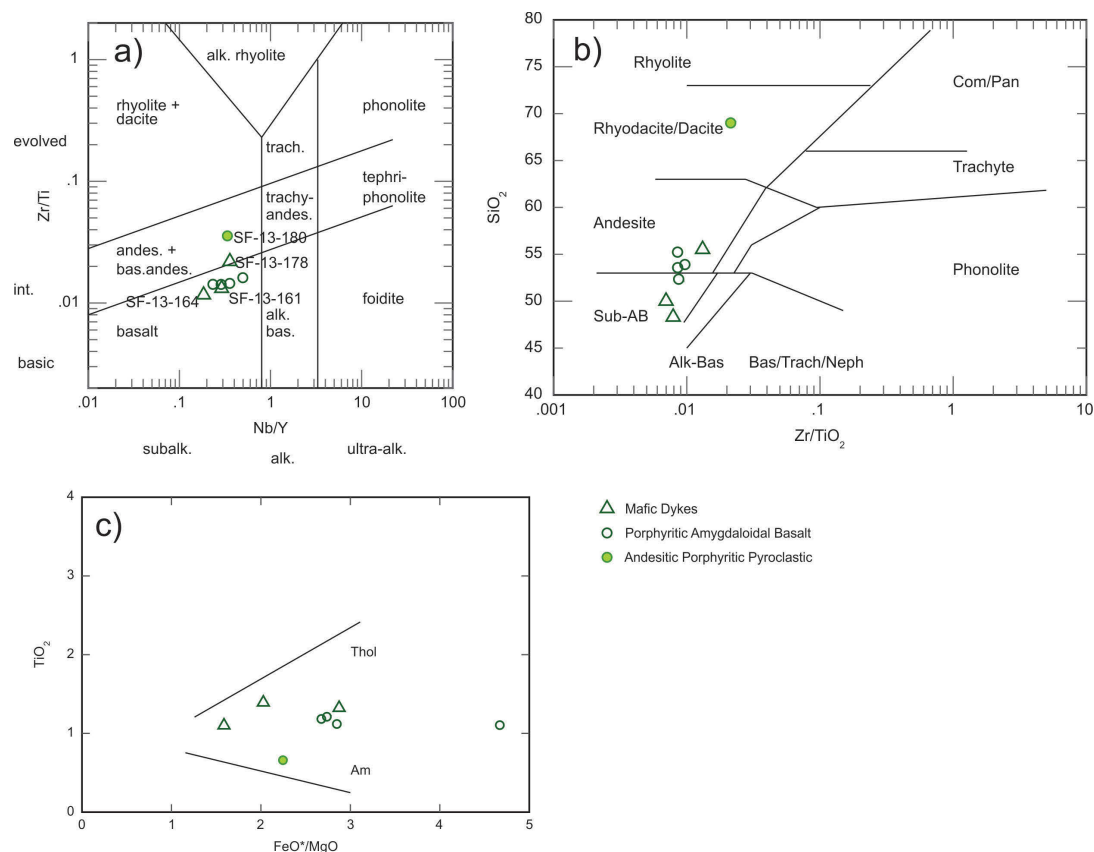 a)
alk. rhyolite
rhyolite +
dacite
phonolite
evolved
trach.
tephri-
phonolite
trachy-
andes.
SF-13-180
andes. +
bas.andes.
SF-13-178
int.
SF-13-164
SF-13-161
foidite
basalt
alk.
bas.
basic
Zr/Ti
1
.1
.01
.01
.1
1
10
100
Nb/Y
subalk.
alk.
ultra-alk.
b)
Rhyolite
Com/Pan
Rhyodacite/Dacite
Trachyte
Andesite
Phonolite
Sub-AB
Alk-Bas
Bas/Trach/Neph
SiO2
80
75
70
65
60
55
50
45
40
.001
.01
.1
1
10
Zr/TiO2
c)
Thol
Am
TiO2
4
3
2
1
0
0
1
2
3
4
5
FeO*/MgO
Mafic Dykes
Porphyritic Amygdaloidal Basalt
Andesitic Porphyritic Pyroclastic